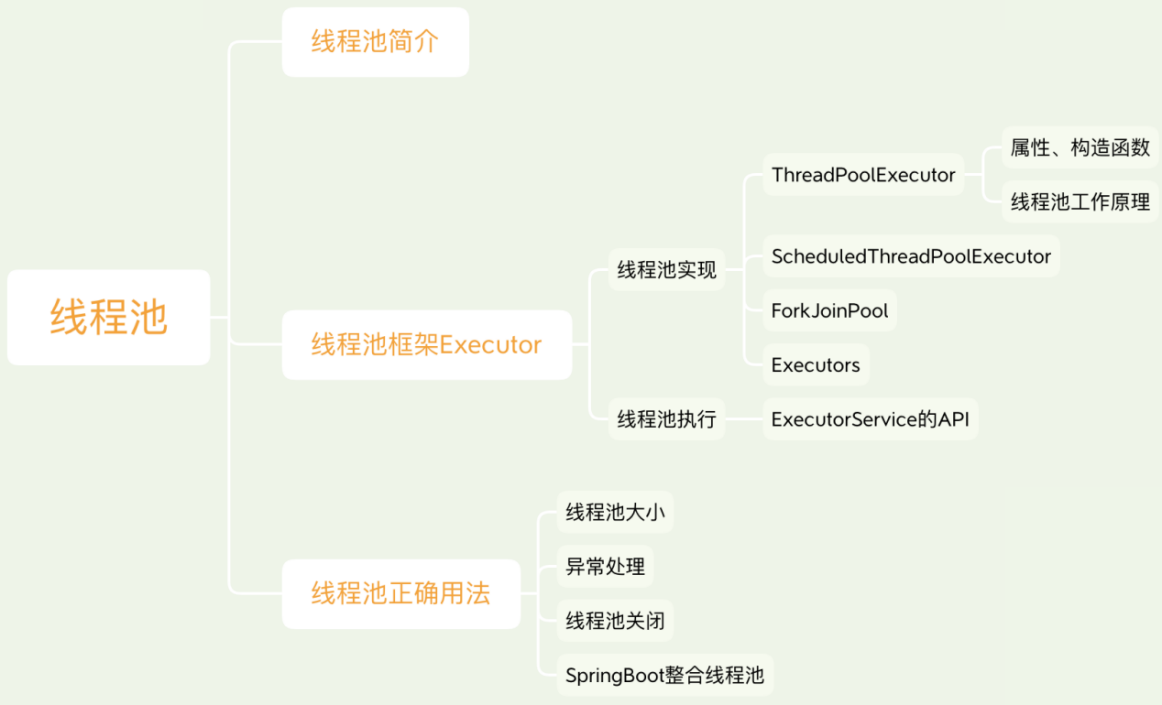 线程池
线程池简介
线程池框架Executor
线程池实现
ThreadPoolExecutor
属性、构造函数
线程池工作原理
ScheduledThreadPoolExecutor
ForkJoinPool
Executors
线程池执行
ExecutorService的API
线程池正确用法
线程池大小
异常处理
线程池关闭
SpringBoot整合线程池